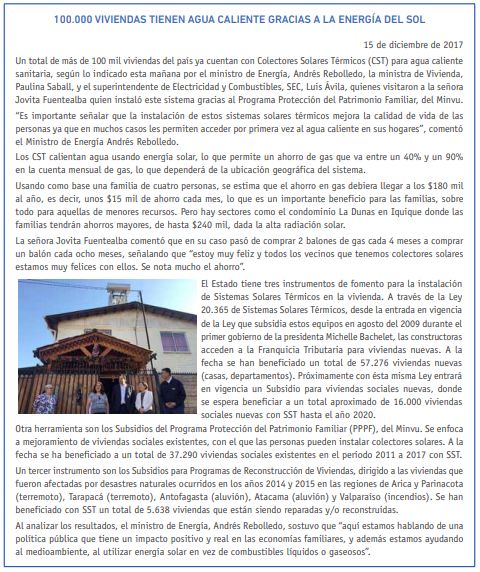 100.000 VIVIENDAS TIENEN AGUA CALIENTE GRACIAS A LA ENERGÍA DEL SOL
15 de diciembre de 2017
Un total de más de 100 mil viviendas del país ya cuentan con Colectores Solares Térmicos (CST) para agua caliente
sanitaria, según lo indicado esta mañana por el ministro de Energía, Andrés Rebolledo, la ministra de Vivienda,
Paulina Saball, y el superintendente de Electricidad y Combustibles, SEC, Luis Ávila, quienes visitaron a la señora
Jovita Fuentealba quien instaló este sistema gracias al Programa Protección del Patrimonio Familiar, del Minvu.
“Es importante señalar que la instalación de estos sistemas solares térmicos mejora la calidad de vida de las
personas ya que en muchos casos les permiten acceder por primera vez al agua caliente en sus hogares”, comentó
el Ministro de Energía Andrés Rebolledo.
Los CST calientan agua usando energía solar, lo que permite un ahorro de gas que va entre un 40% y un 90%
en la cuenta mensual de gas, lo que dependerá de la ubicación geográfica del sistema.
Usando como base una familia de cuatro personas, se estima que el ahorro en gas debiera llegar a los $180 mil
al año, es decir, unos $15 mil de ahorro cada mes, lo que es un importante beneficio para las familias, sobre
todo para aquellas de menores recursos. Pero hay sectores como el condominio La Dunas en Iquique donde las
familias tendrán ahorros mayores, de hasta $240 mil, dada la alta radiación solar.
La señora Jovita Fuentealba comentó que en su caso pasó de comprar 2 balones de gas cada 4 meses a comprar
un balón cada ocho meses, señalando que “estoy muy feliz y todos los vecinos que tenemos colectores solares
estamos muy felices con ellos. Se nota mucho el ahorro”.
El Estado tiene tres instrumentos de fomento para la instalación
de Sistemas Solares Térmicos en la vivienda. A través de la Ley
20.365 de Sistemas Solares Térmicos, desde la entrada en vigencia
de la Ley que subsidia estos equipos en agosto del 2009 durante el
primer gobierno de la presidenta Michelle Bachelet, las constructoras
acceden a la Franquicia Tributaria para viviendas nuevas. A la
fecha se han beneficiado un total de 57.276 viviendas nuevas
(casas, departamentos). Próximamente con ésta misma Ley entrará
en vigencia un Subsidio para viviendas sociales nuevas, donde
se espera beneficiar a un total aproximado de 16.000 viviendas
sociales nuevas con SST hasta el año 2020.
Otra herramienta son los Subsidios del Programa Protección del Patrimonio Familiar (PPPF), del Minvu. Se enfoca
a mejoramiento de viviendas sociales existentes, con el que las personas pueden instalar colectores solares. A la
fecha se ha beneficiado a un total de 37.290 viviendas sociales existentes en el periodo 2011 a 2017 con SST.
Un tercer instrumento son los Subsidios para Programas de Reconstrucción de Viviendas, dirigido a las viviendas que
fueron afectadas por desastres naturales ocurridos en los años 2014 y 2015 en las regiones de Arica y Parinacota
(terremoto), Tarapacá (terremoto), Antofagasta (aluvión), Atacama (aluvión) y Valparaíso (incendios). Se han
beneficiado con SST un total de 5.638 viviendas que están siendo reparadas y/o reconstruidas.
Al analizar los resultados, el ministro de Energía, Andrés Rebolledo, sostuvo que “aquí estamos hablando de una
política pública que tiene un impacto positivo y real en las economías familiares, y además estamos ayudando
al medioambiente, al utilizar energía solar en vez de combustibles líquidos o gaseosos”.